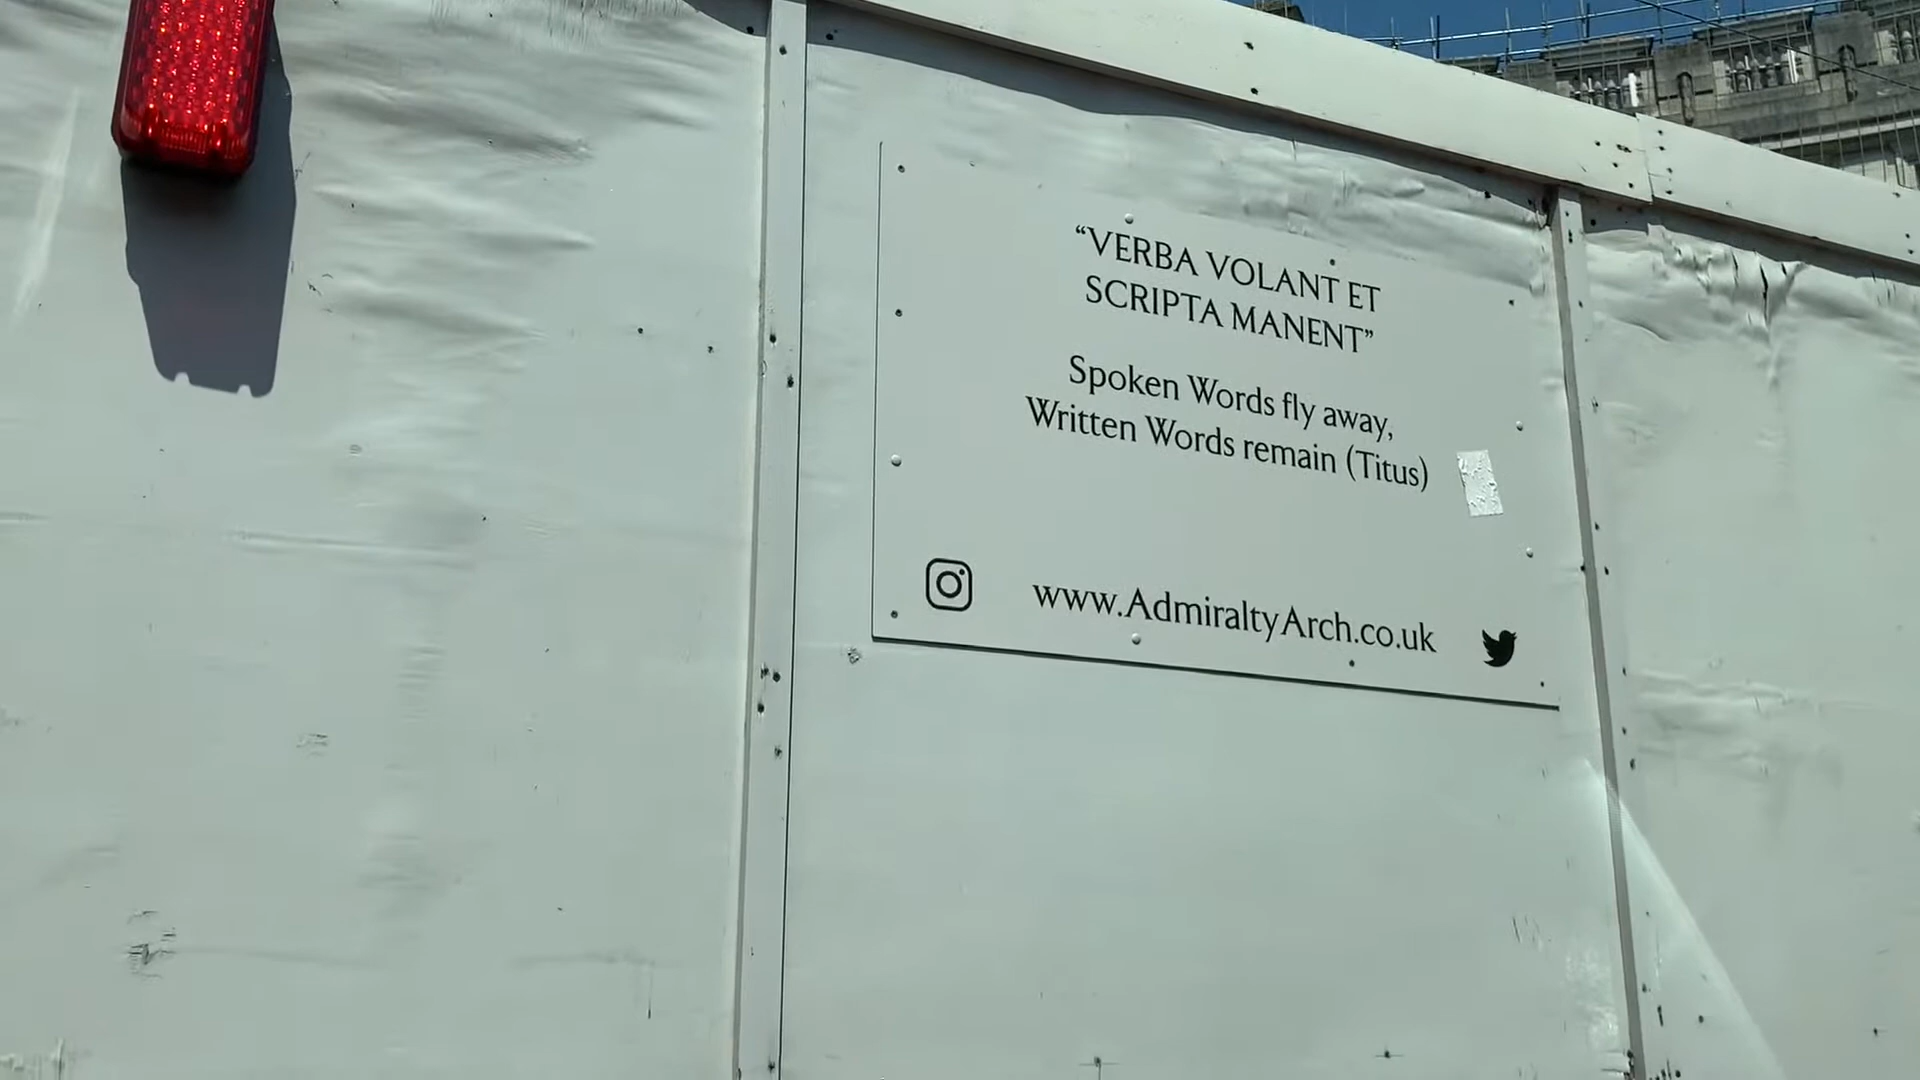 “VERBA VOLANT ET
SCRIPTA MANENT”
Spoken Words fly away,
Written Words remain (Titus)
www.AdmiraltyArch.co.uk